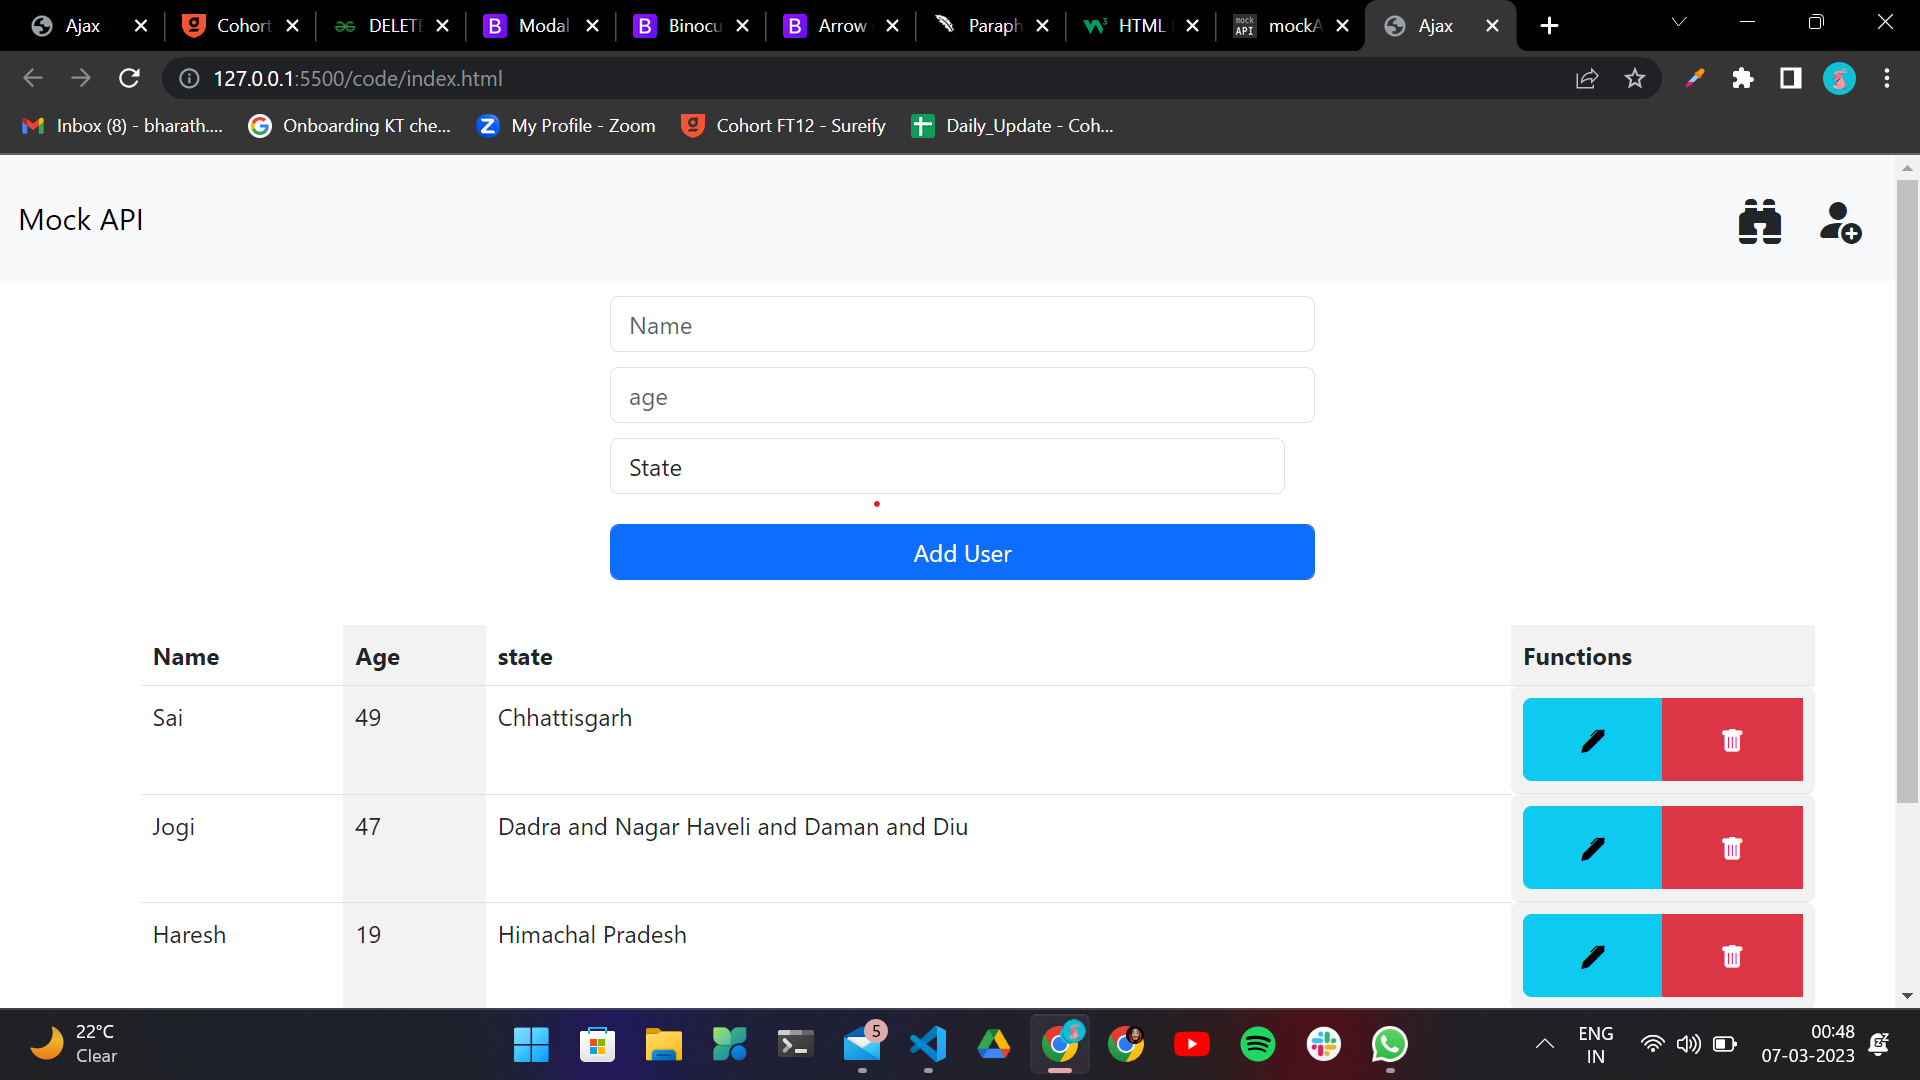 Ajax
Cohort
DELETE
Modal
Binocu
Arrow
Paraph
HTML
mockA
Ajax
127.0.0.1:5500/code/index.html
Inbox (8) - bharath....
Onboarding KT che...
My Profile - Zoom
Cohort FT12 - Sureify
Daily_Update - Coh...
Mock API
Name
age
State
Add User
Name Age state Functions
Sai 49 Chhattisgarh
Jogi 47 Dadra and Nagar Haveli and Daman and Diu
Haresh 19 Himachal Pradesh
22°C
Clear
5
ENG
IN
00:48
07-03-2023